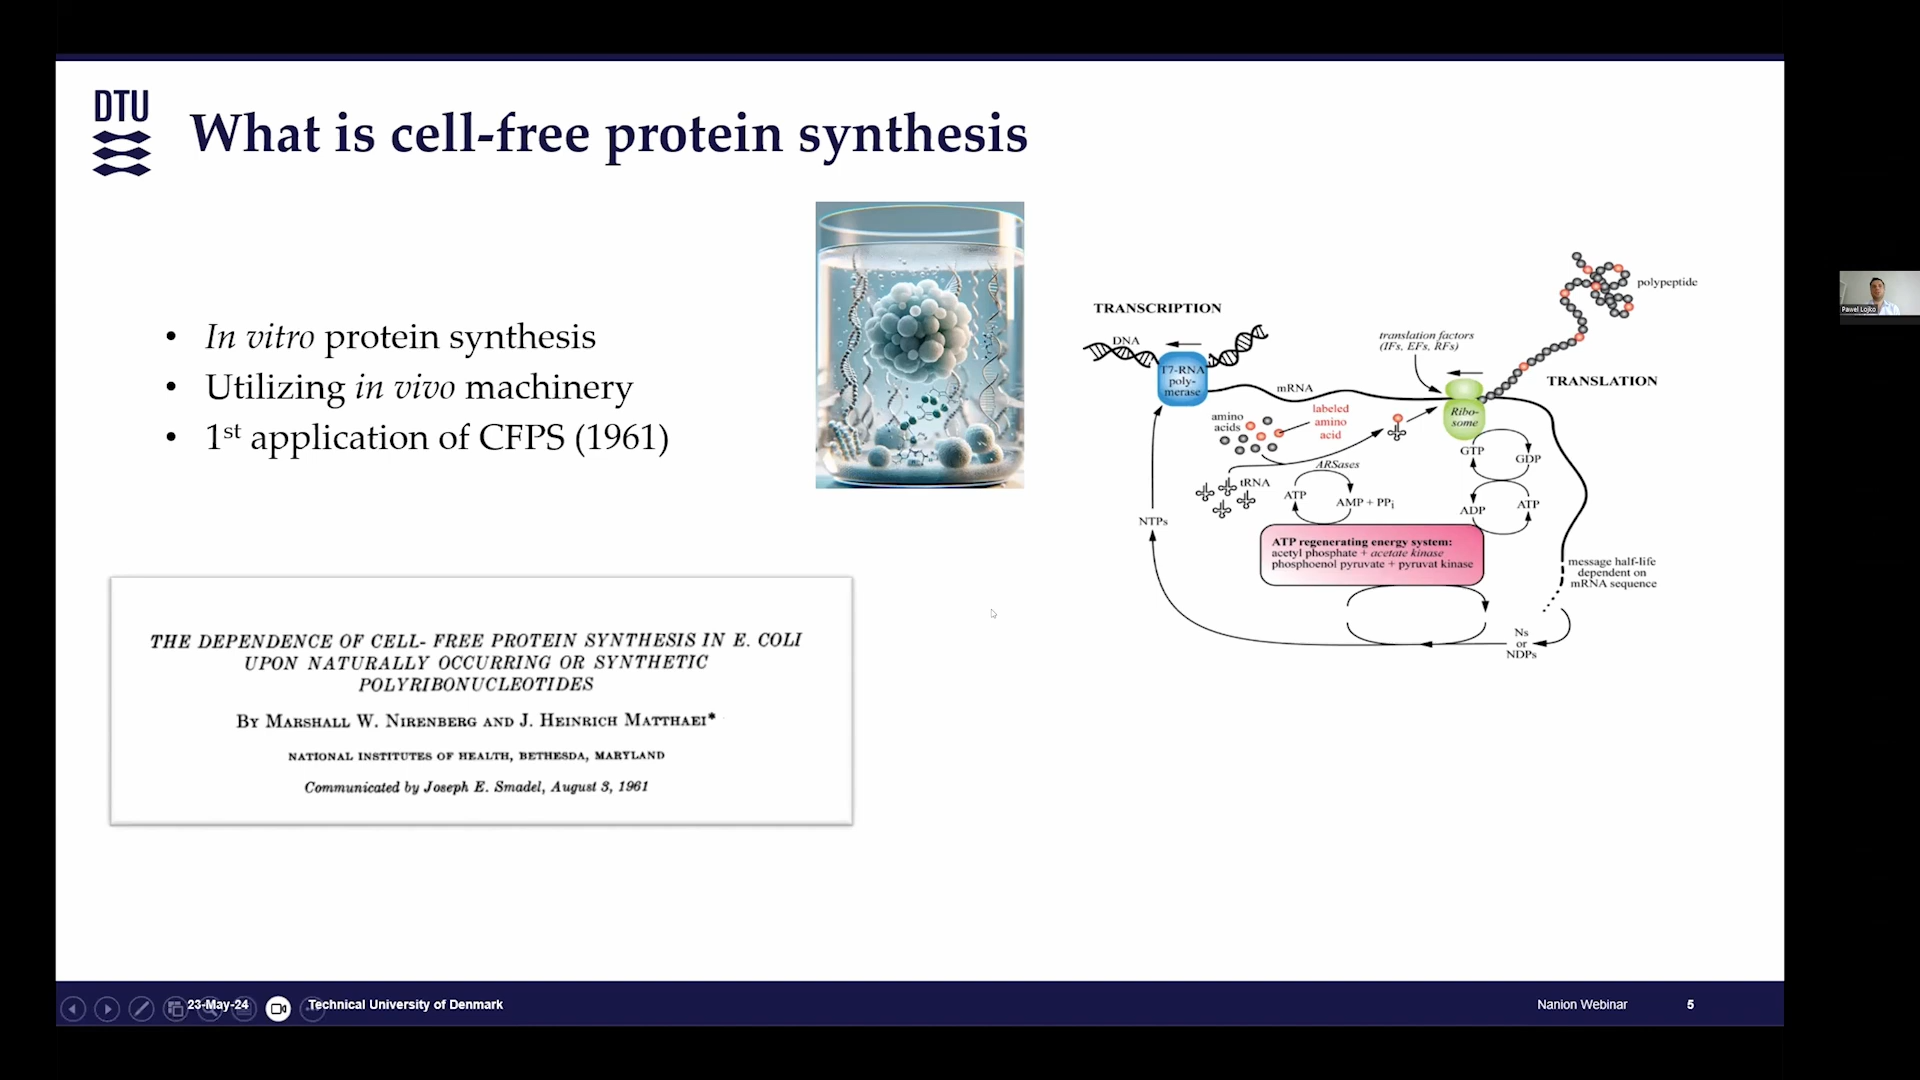 DTU
What is cell-free protein synthesis
• In vitro protein synthesis
• Utilizing in vivo machinery
• 1st application of CFPS (1961)
THE DEPENDENCE OF CELL- FREE PROTEIN SYNTHESIS IN E. COLI
UPON NATURALLY OCCURRING OR SYNTHETIC
POLYRIBONUCLEOTIDES
BY MARSHALL W. NIRENBERG AND J. HEINRICH MATTHAEI*
NATIONAL INSTITUTES OF HEALTH, BETHESDA, MARYLAND
Communicated by Joseph E. Smadel, August 3, 1961
TRANSCRIPTION
DNA
T7-RNA
poly-
merase
mRNA
translation factors
(IFs, EFs, RFs)
polypeptide
TRANSLATION
Ribo-
some
amino
acids
labeled
amino
acid
ARSases
tRNA
ATP
AMP + PPi
GTP
GDP
ADP
ATP
NTPs
ATP regenerating energy system:
acetyl phosphate + acetate kinase
phosphoenol pyruvate + pyruvat kinase
message half-life
dependent on
mRNA sequence
Ns
or
NDPs
Pawel Lojko
23-May-24
Technical University of Denmark
Nanion Webinar
5